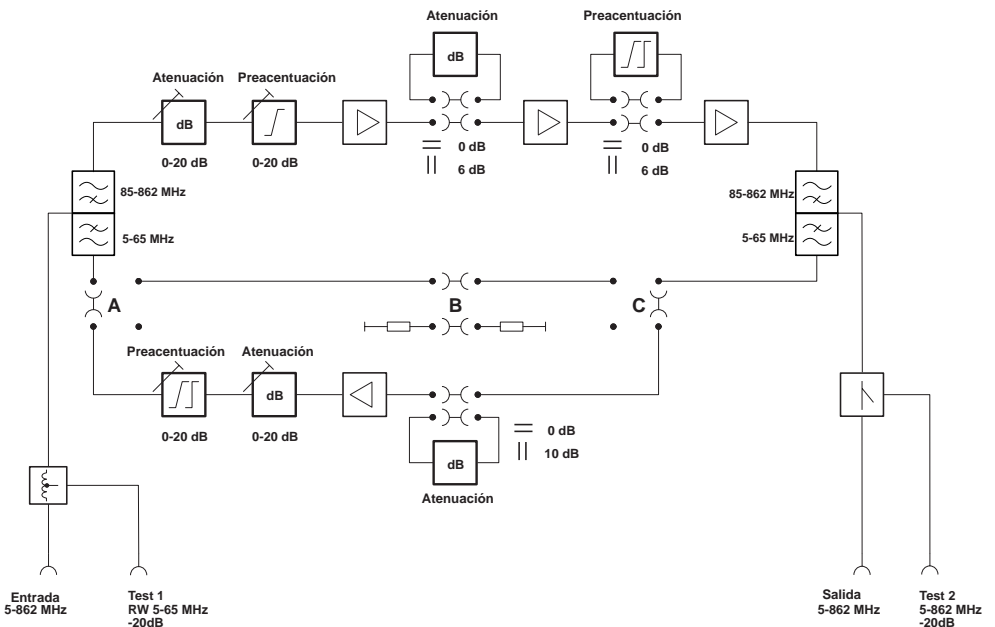 Atenuación
Preacentuación
dB
Atenuación
Preacentuación
dB
0-20 dB
0-20 dB
0 dB
6 dB
0 dB
6 dB
85-862 MHz
5-65 MHz
85-862 MHz
5-65 MHz
A
B
C
Preacentuación
Atenuación
dB
0-20 dB
0-20 dB
0 dB
10 dB
dB
Atenuación
Entrada
5-862 MHz
Test 1
RW 5-65 MHz
-20dB
Salida
5-862 MHz
Test 2
5-862 MHz
-20dB